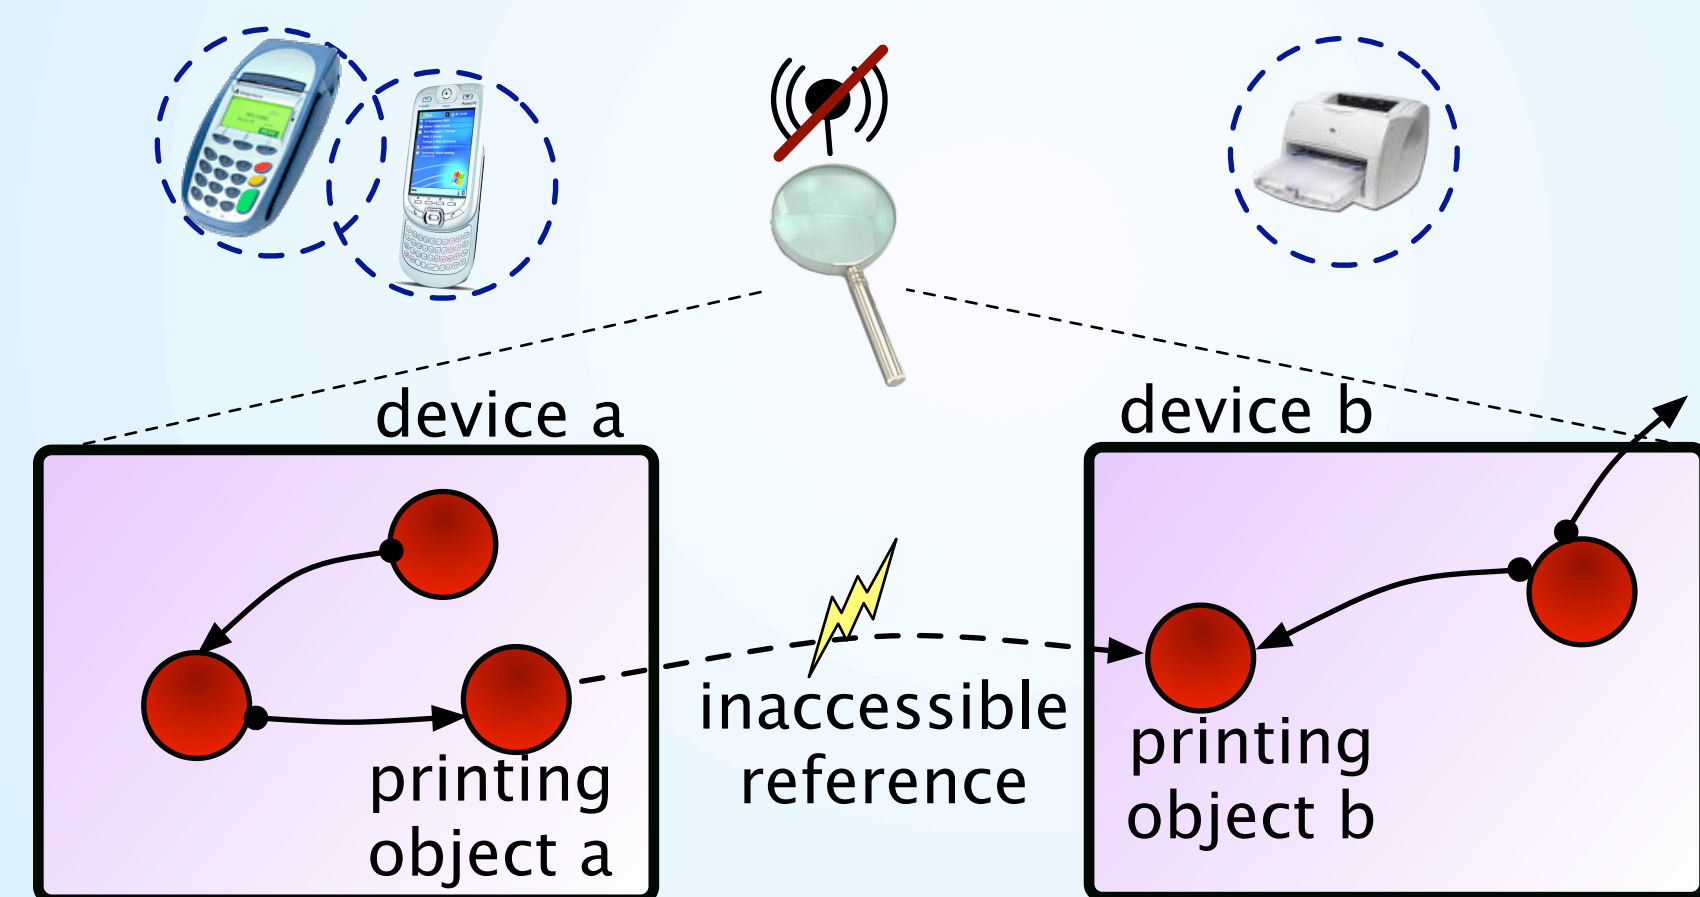 device a
device b
inaccessible
reference
printing
object a
printing
object b